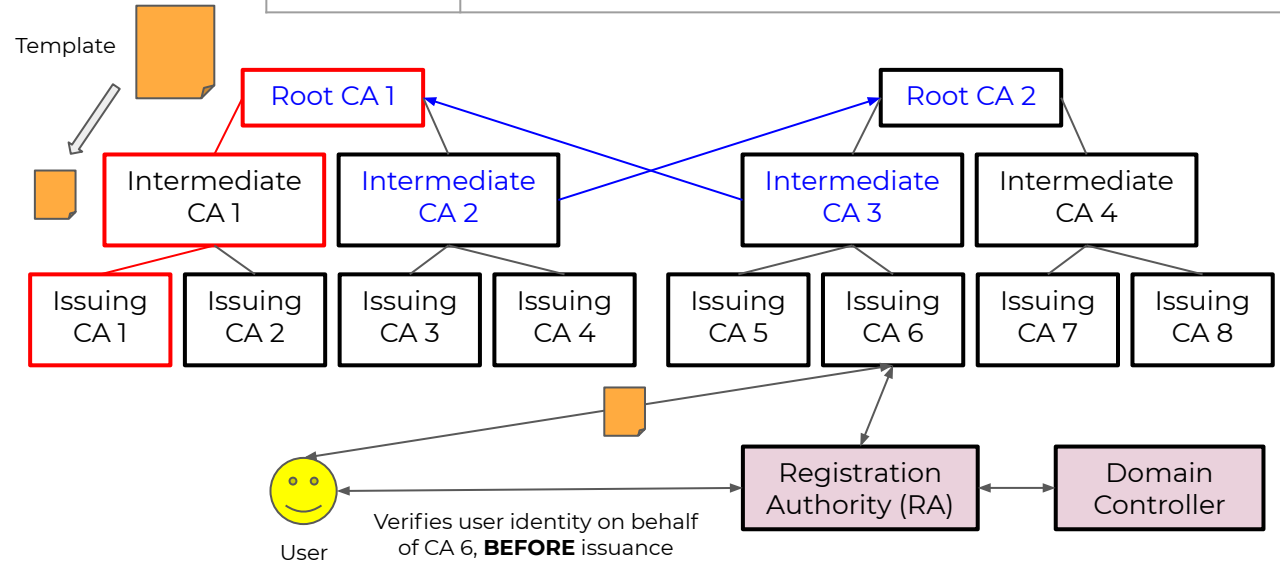 Template
Root CA 1
Root CA 2
Intermediate
CA 1
Intermediate
CA 2
Intermediate
CA 3
Intermediate
CA 4
Issuing
CA 1
Issuing
CA 2
Issuing
CA 3
Issuing
CA 4
Issuing
CA 5
Issuing
CA 6
Issuing
CA 7
Issuing
CA 8
Registration
Authority (RA)
Domain
Controller
Verifies user identity on behalf
of CA 6, BEFORE issuance
User